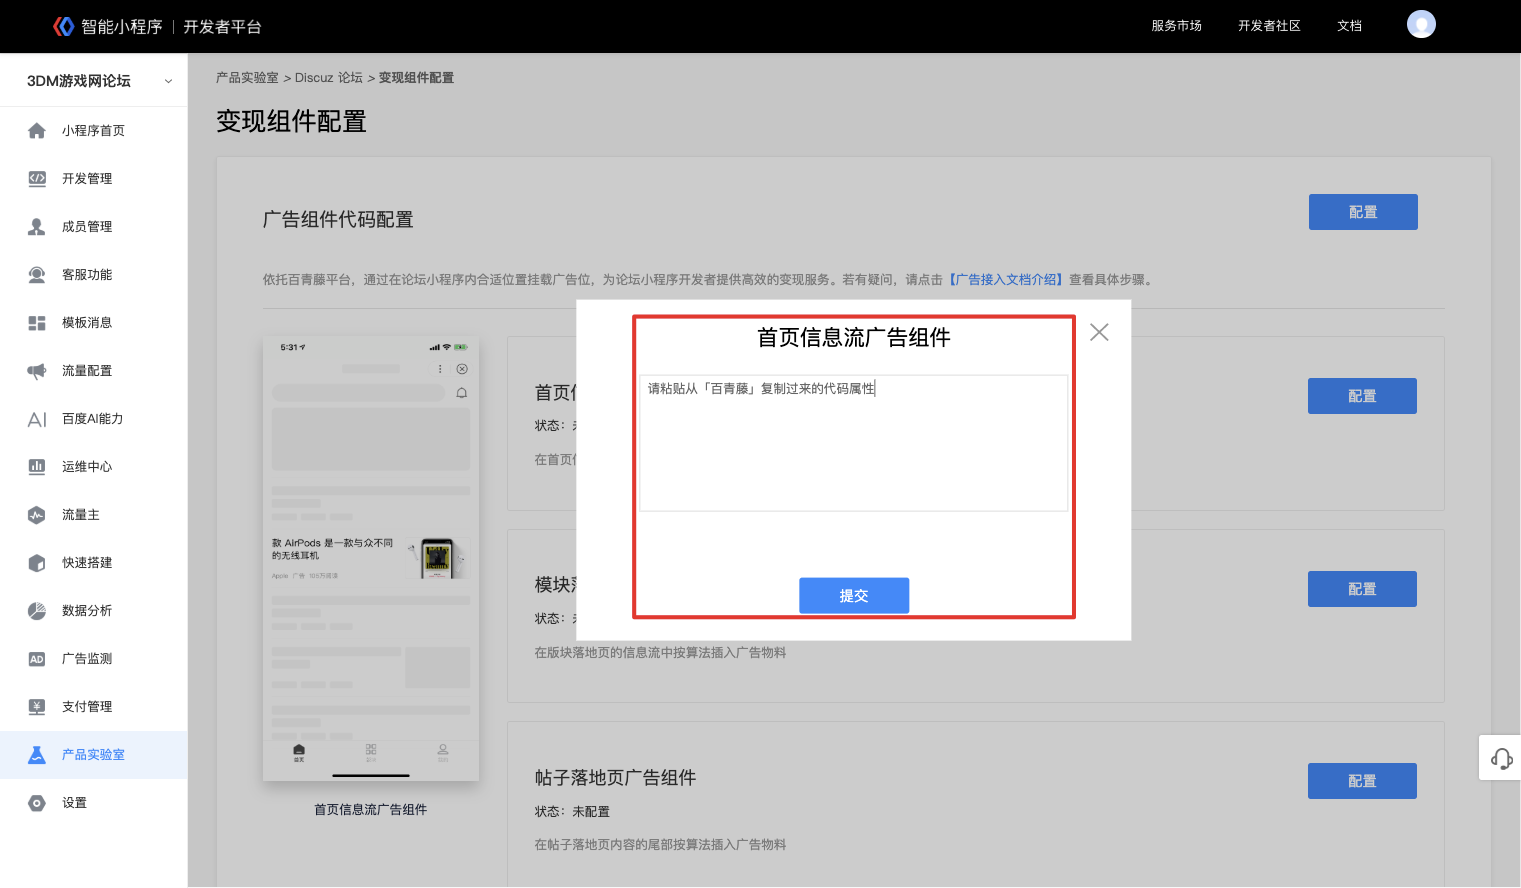 智能小程序 | 开发者平台
服务市场
开发者社区
文档
3DM游戏网论坛
小程序首页
开发管理
成员管理
客服功能
模板消息
流量配置
AI 百度AI能力
运维中心
流量主
快速搭建
数据分析
AD 广告监测
支付管理
产品实验室
设置
产品实验室 > Discuz 论坛 > 变现组件配置
变现组件配置
广告组件代码配置
配置
依托百青藤平台，通过在论坛小程序内合适位置挂载广告位，为论坛小程序开发者提供高效的变现服务。若有疑问，请点击【广告接入文档介绍】查看具体步骤。
5:31
款 AirPods 是一款与众不同
的无线耳机
Apple 广告 105万阅读
首页
首页信息流广告组件
首页信
状态：
在首页
配置
首页信息流广告组件
请粘贴从「百青藤」复制过来的代码属性
提交
模块
状态：
在版块落地页的信息流中按算法插入广告物料
配置
帖子落地页广告组件
状态：未配置
在帖子落地页内容的尾部按算法插入广告物料
配置